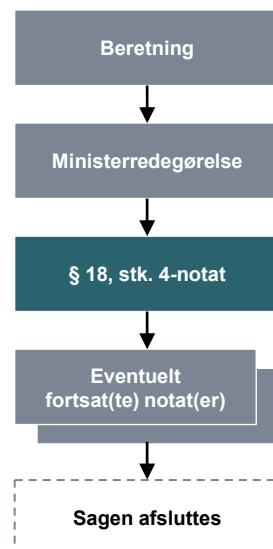 Beretning
Ministerredegørelse
§ 18, stk. 4-notat
Eventuelt
fortsat(te) notat(er)
Sagen afsluttes